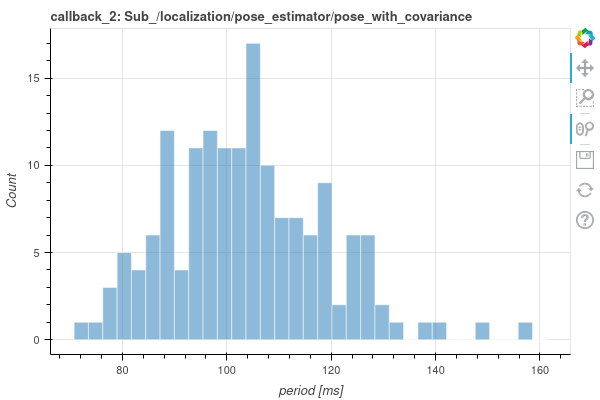 callback_2: Sub_/localization/pose_estimator/pose_with_covariance
15
10
5
0
Count
80 100 120 140 160
period [ms]